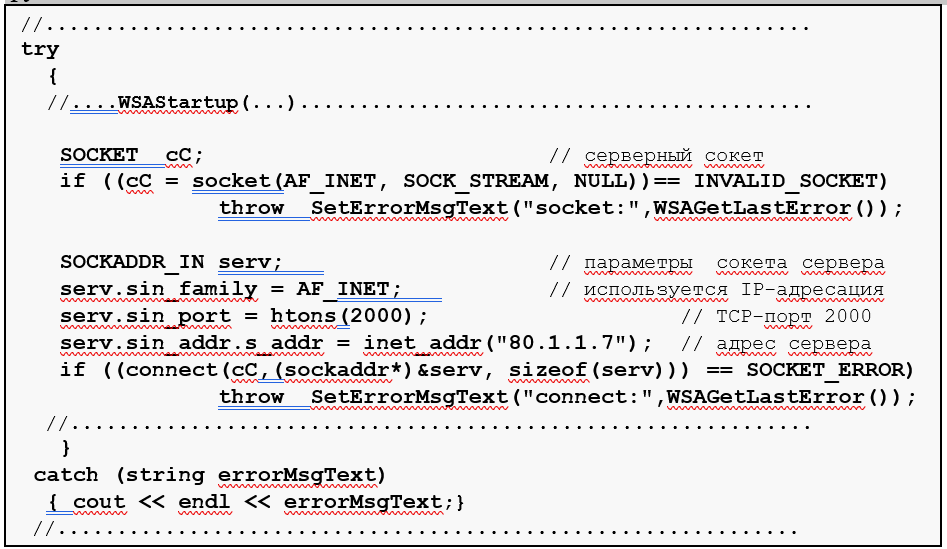 //...................................................................
try
{
//....WSAStartup(...)...........................................
SOCKET cC; // серверный сокет
if ((cC = socket(AF_INET, SOCK_STREAM, NULL))== INVALID_SOCKET)
throw SetErrorMsgText("socket:",WSAGetLastError());
SOCKADDR_IN serv; // параметры сокета сервера
serv.sin_family = AF_INET; // используется IP-адресация
serv.sin_port = htons(2000); // TCP-порт 2000
serv.sin_addr.s_addr = inet_addr("80.1.1.7"); // адрес сервера
if ((connect(cC,(sockaddr*)&serv, sizeof(serv))) == SOCKET_ERROR)
throw SetErrorMsgText("connect:",WSAGetLastError());
//.................................................................
}
catch (string errorMsgText)
{ cout << endl << errorMsgText;}
//.................................................................